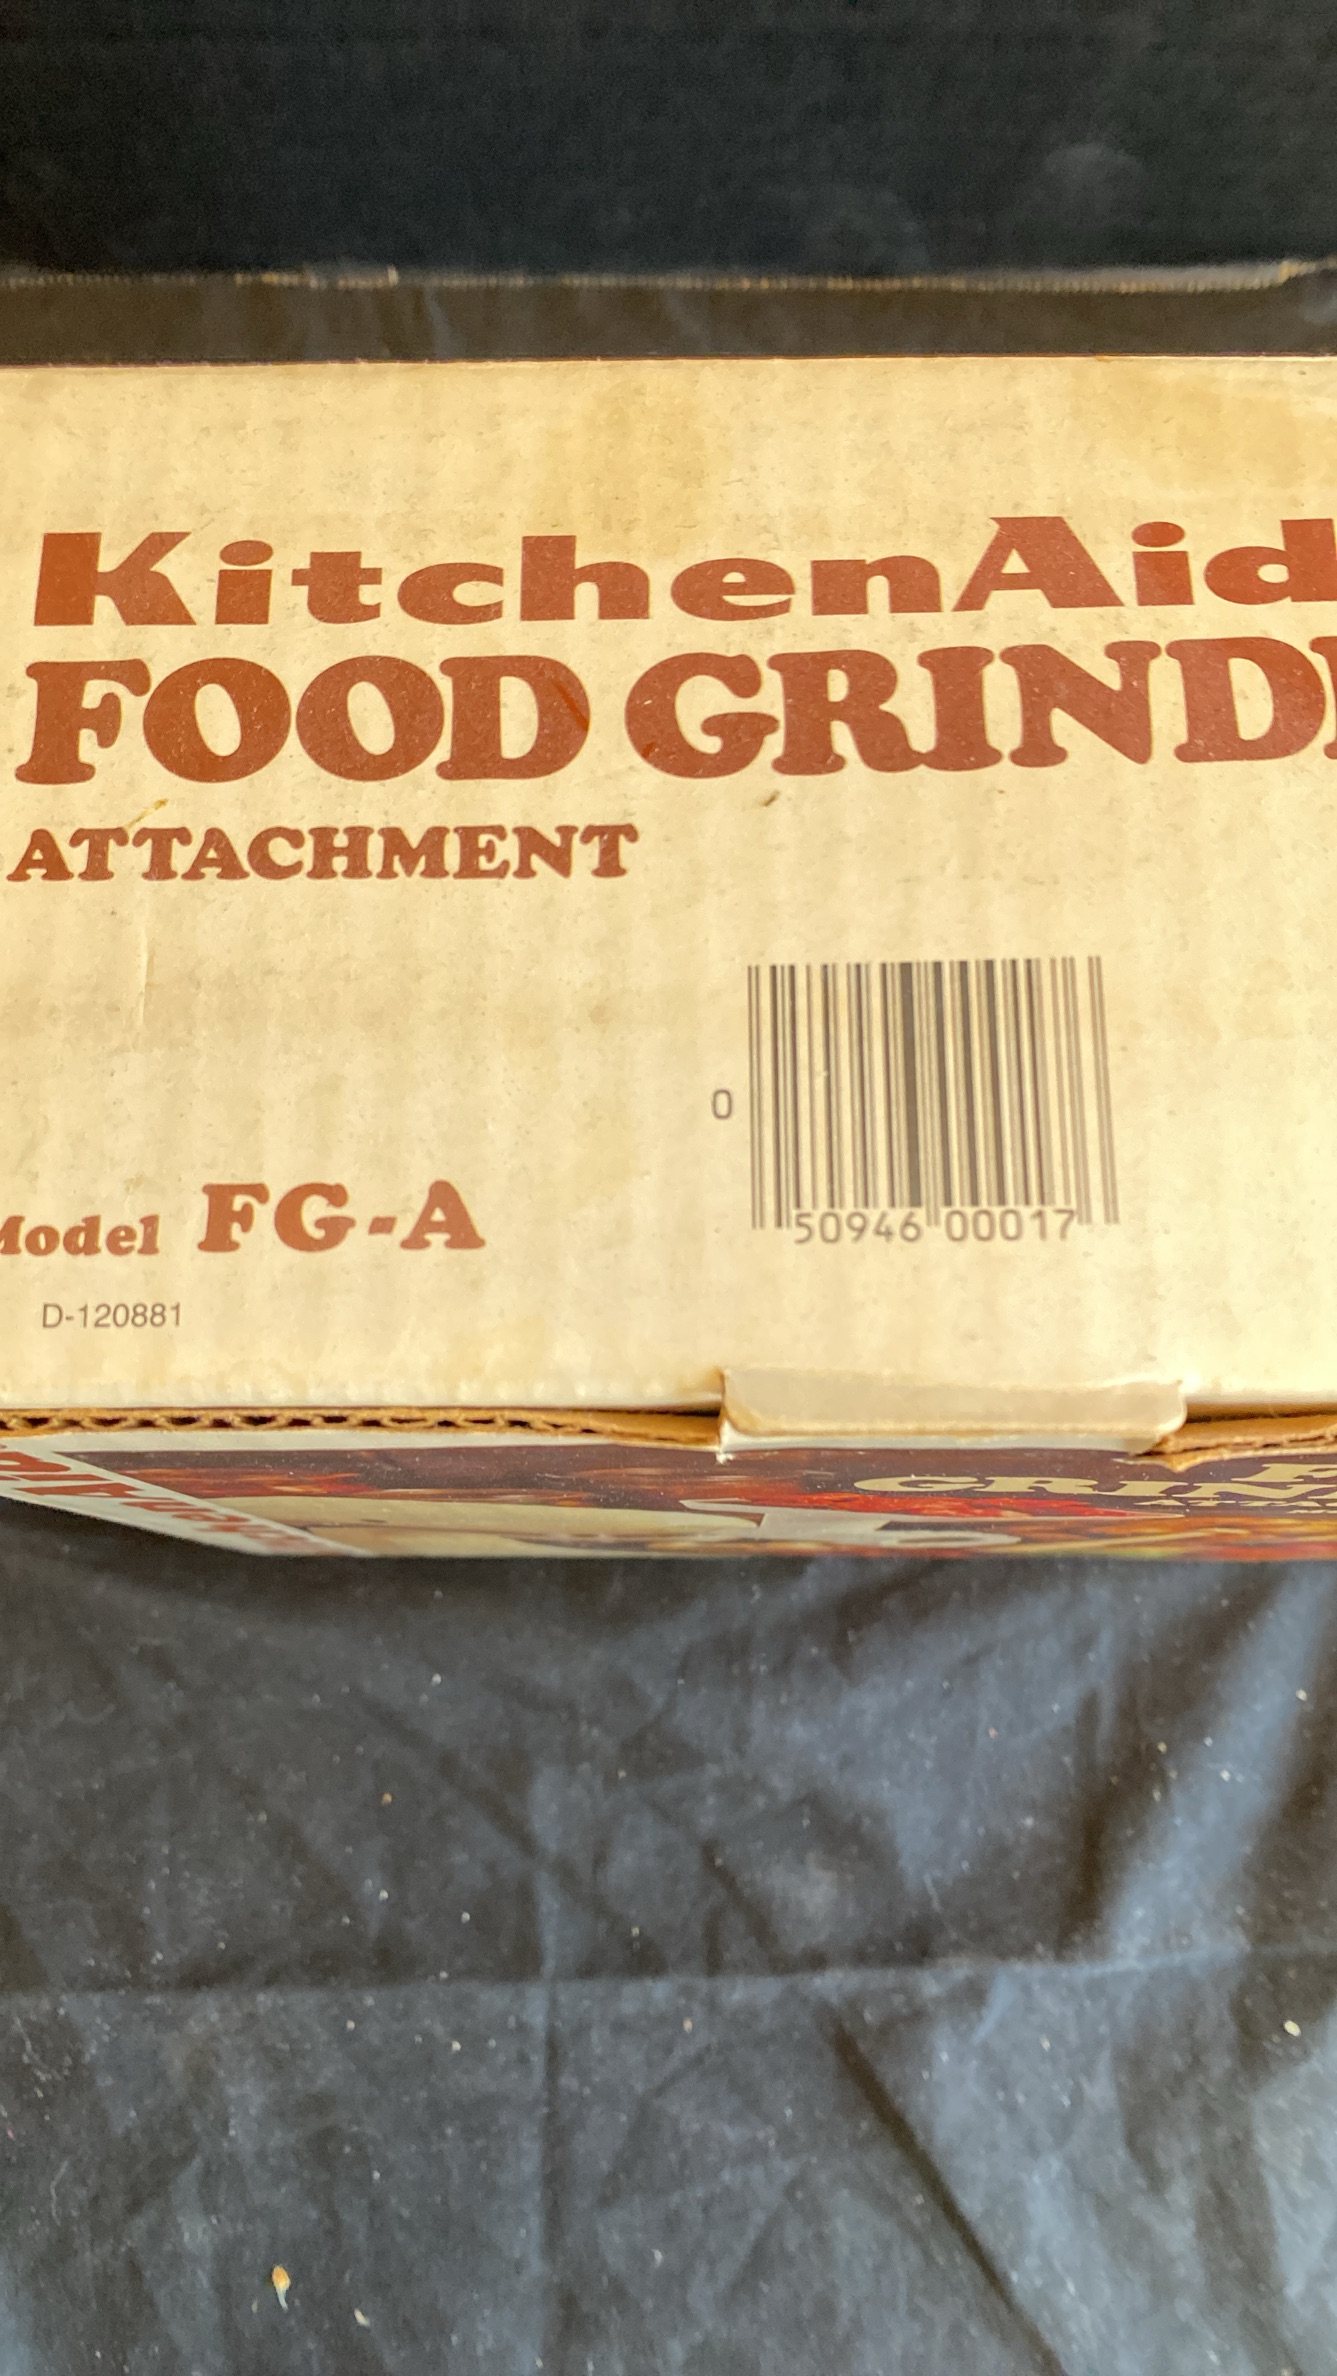 KitchenAid
FOOD GRIND
ATTACHMENT
0
50946 00017
Model FG-A
D-120881